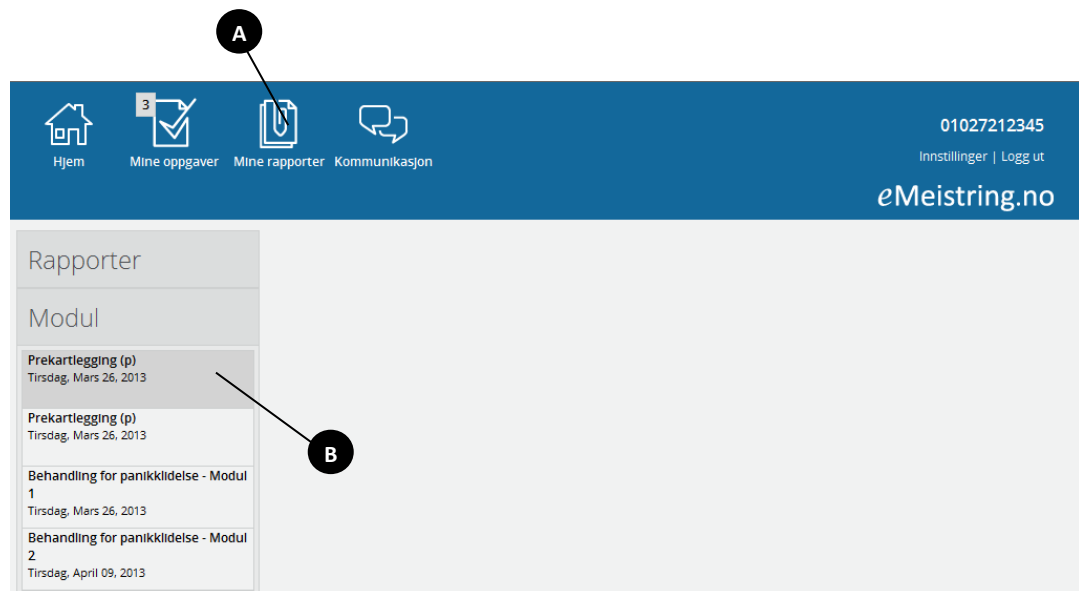 A
3
Hjem
Mine oppgaver
Mine rapporter
Kommunikasjon
01027212345
Innstillinger | Logg ut
eMeistring.no
Rapporter
Modul
Prekartlegging (p)
Tirsdag, Mars 26, 2013
Prekartlegging (p)
Tirsdag, Mars 26, 2013
B
Behandling for panikklidelse - Modul
1
Tirsdag, Mars 26, 2013
Behandling for panikklidelse - Modul
2
Tirsdag, April 09, 2013